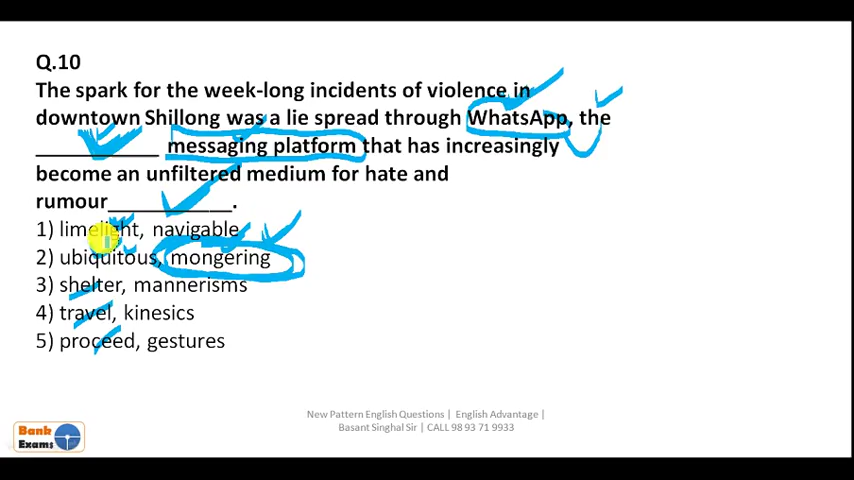 Q.10
The spark for the week-long incidents of violence in
downtown Shillong was a lie spread through WhatsApp, the
___________ messaging platform that has increasingly
become an unfiltered medium for hate and
rumour___________.
1) limelight, navigable
2) ubiquitous, mongering
3) shelter, mannerisms
4) travel, kinesics
5) proceed, gestures
New Pattern English Questions | English Advantage |
Basant Singhal Sir | CALL 98 93 71 9933
Bank
Exams